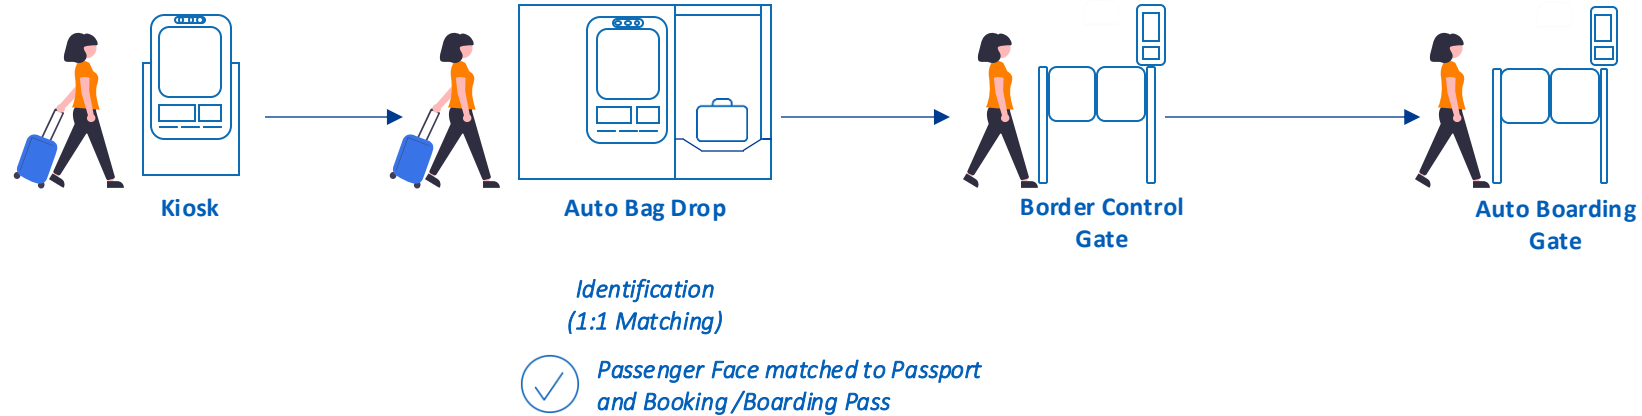 Kiosk
Auto Bag Drop
Border Control
Gate
Auto Boarding
Gate
Identification
(1:1 Matching)
Passenger Face matched to Passport
and Booking /Boarding Pass